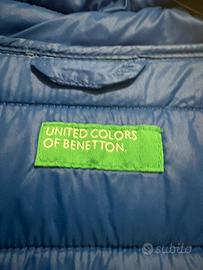 UNITED COLORS
OF BENETTON.
subito